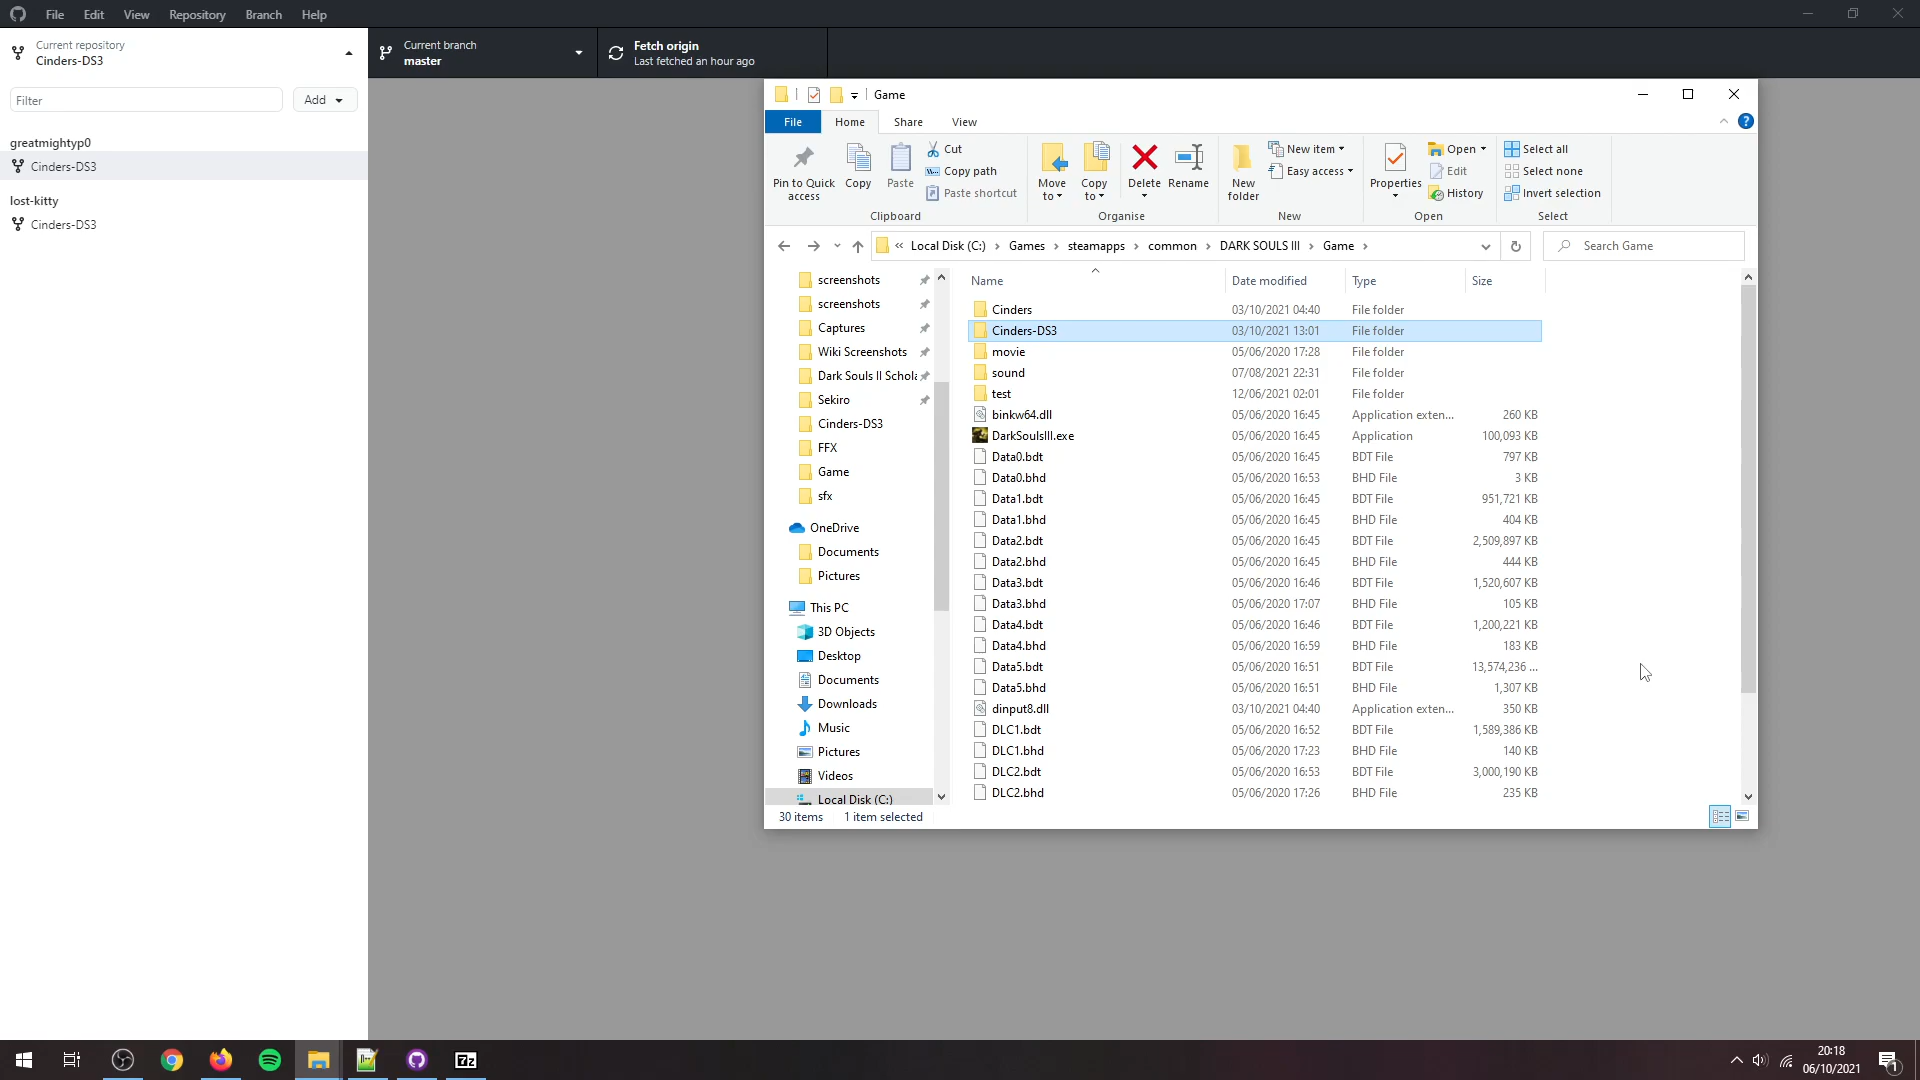 File Edit View Repository Branch Help
Current repository
Cinders-DS3
Current branch
master
Fetch origin
Last fetched an hour ago
Filter
Add
greatmightyp0
Cinders-DS3
lost-kitty
Cinders-DS3
Game
File Home Share View
Pin to Quick access
Copy
Paste
Cut
Copy path
Paste shortcut
Clipboard
Move to
Copy to
Delete
Rename
Organise
New folder
New item
Easy access
New
Properties
Open
Edit
History
Open
Select all
Select none
Invert selection
Select
« Local Disk (C:) › Games › steamapps › common › DARK SOULS III › Game ›
Search Game
screenshots
screenshots
Captures
Wiki Screenshots
Dark Souls II Schola
Sekiro
Cinders-DS3
FFX
Game
sfx
OneDrive
Documents
Pictures
This PC
3D Objects
Desktop
Documents
Downloads
Music
Pictures
Videos
Local Disk (C:)
Name Date modified Type Size
Cinders 03/10/2021 04:40 File folder
Cinders-DS3 03/10/2021 13:01 File folder
movie 05/06/2020 17:28 File folder
sound 07/08/2021 22:31 File folder
test 12/06/2021 02:01 File folder
binkw64.dll 05/06/2020 16:45 Application exten... 260 KB
DarkSoulsIII.exe 05/06/2020 16:45 Application 100,093 KB
Data0.bdt 05/06/2020 16:45 BDT File 797 KB
Data0.bhd 05/06/2020 16:53 BHD File 3 KB
Data1.bdt 05/06/2020 16:45 BDT File 951,721 KB
Data1.bhd 05/06/2020 16:45 BHD File 404 KB
Data2.bdt 05/06/2020 16:45 BDT File 2,509,897 KB
Data2.bhd 05/06/2020 16:45 BHD File 444 KB
Data3.bdt 05/06/2020 16:46 BDT File 1,520,607 KB
Data3.bhd 05/06/2020 17:07 BHD File 105 KB
Data4.bdt 05/06/2020 16:46 BDT File 1,200,221 KB
Data4.bhd 05/06/2020 16:59 BHD File 183 KB
Data5.bdt 05/06/2020 16:51 BDT File 13,574,236 ...
Data5.bhd 05/06/2020 16:51 BHD File 1,307 KB
dinput8.dll 03/10/2021 04:40 Application exten... 350 KB
DLC1.bdt 05/06/2020 16:52 BDT File 1,589,386 KB
DLC1.bhd 05/06/2020 17:23 BHD File 140 KB
DLC2.bdt 05/06/2020 16:53 BDT File 3,000,190 KB
DLC2.bhd 05/06/2020 17:26 BHD File 235 KB
30 items 1 item selected
7z
20:18
06/10/2021
1